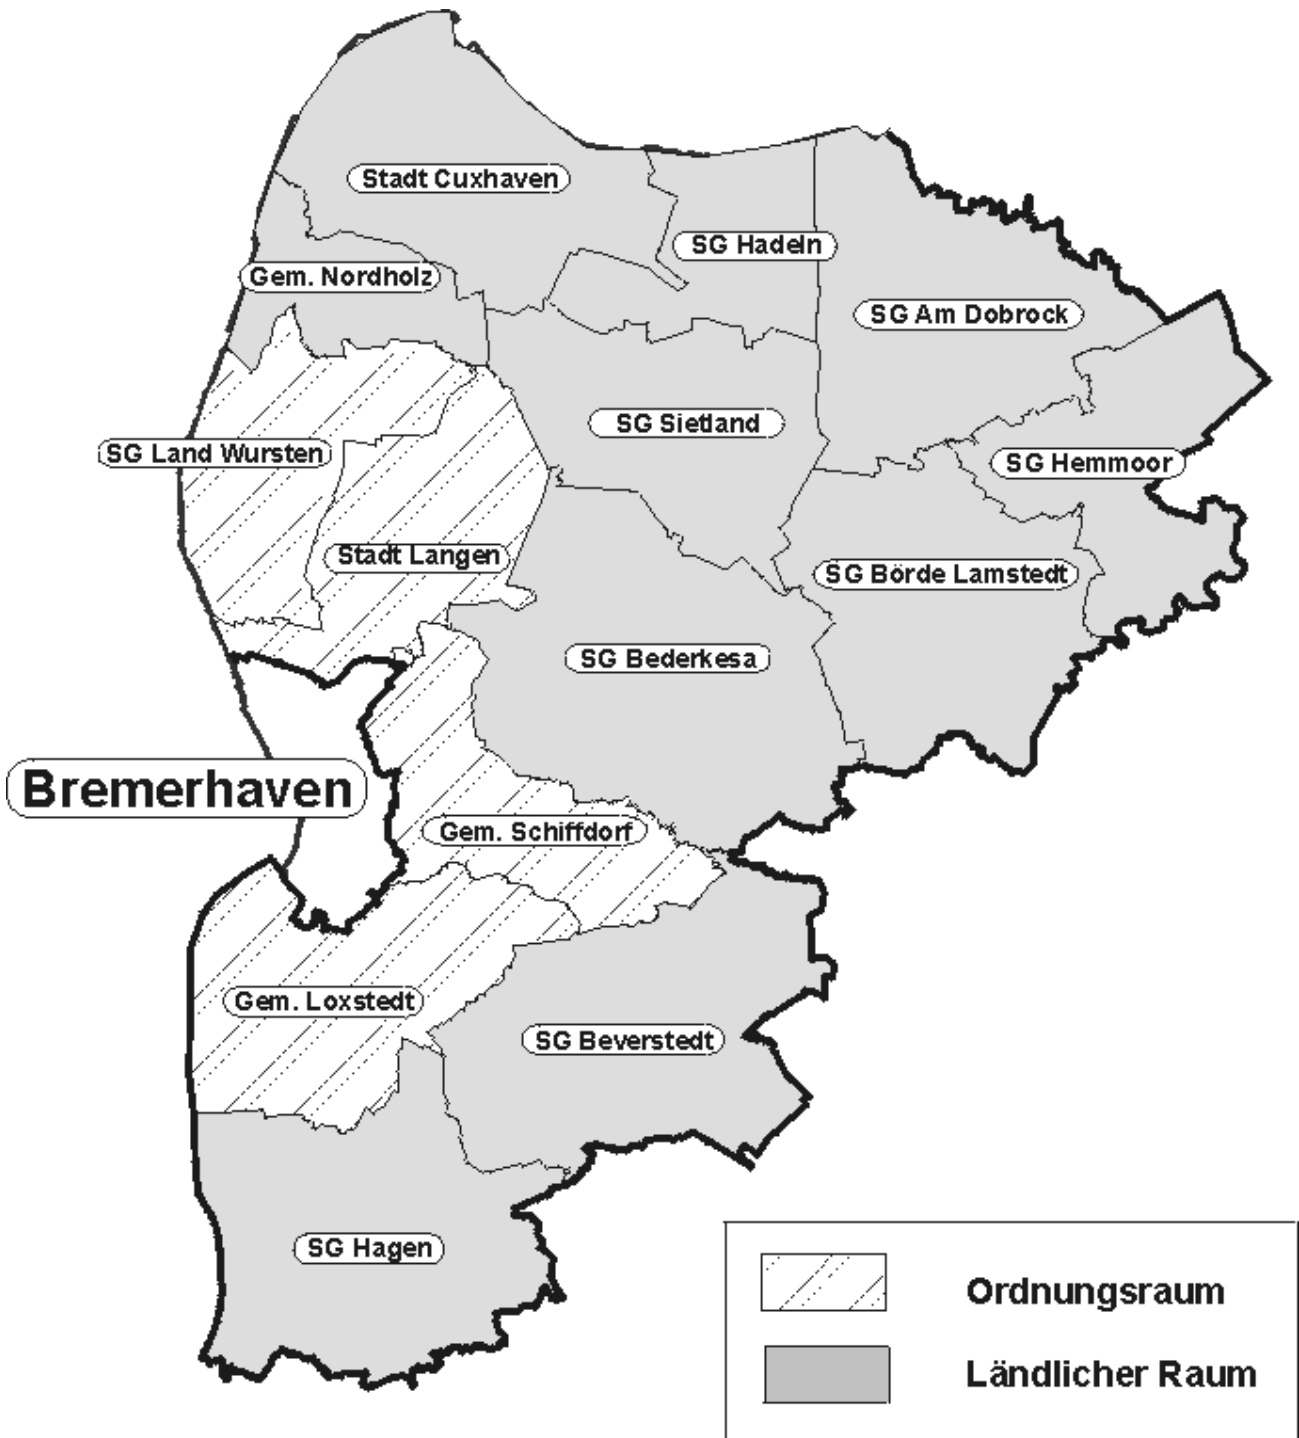 Stadt Cuxhaven
SG Hadeln
Gem. Nordholz
SG Am Dobrock
SG Sietland
SG Land Wursten
SG Hemmoor
Stadt Langen
SG Börde Lamstedt
SG Bederkesa
Bremerhaven
Gem. Schiffdorf
Gem. Loxstedt
SG Beverstedt
SG Hagen
Ordnungsraum
Ländlicher Raum